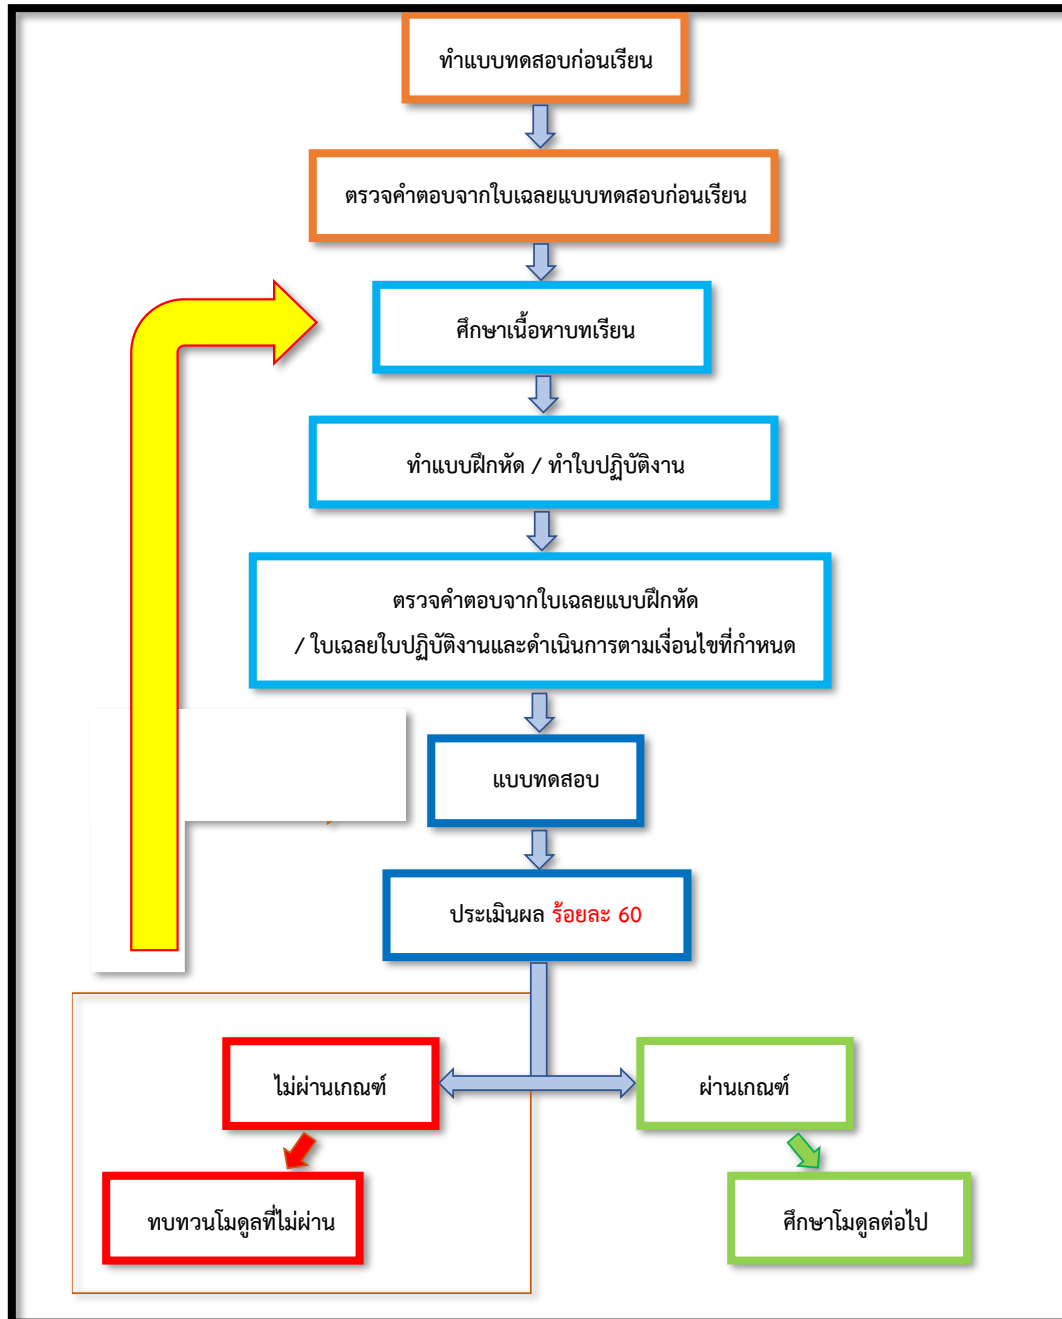 ทำแบบทดสอบก่อนเรียน
ตรวจคำตอบจากใบเฉลยแบบทดสอบก่อนเรียน
ศึกษาเนื้อหาบทเรียน
ทำแบบฝึกหัด / ทำใบปฏิบัติงาน
ตรวจคำตอบจากใบเฉลยแบบฝึกหัด
/ ใบเฉลยใบปฏิบัติงานและดำเนินการตามเงื่อนไขที่กำหนด
แบบทดสอบ
ประเมินผล ร้อยละ 60
ไม่ผ่านเกณฑ์
ผ่านเกณฑ์
ทบทวนโมดูลที่ไม่ผ่าน
ศึกษาโมดูลต่อไป